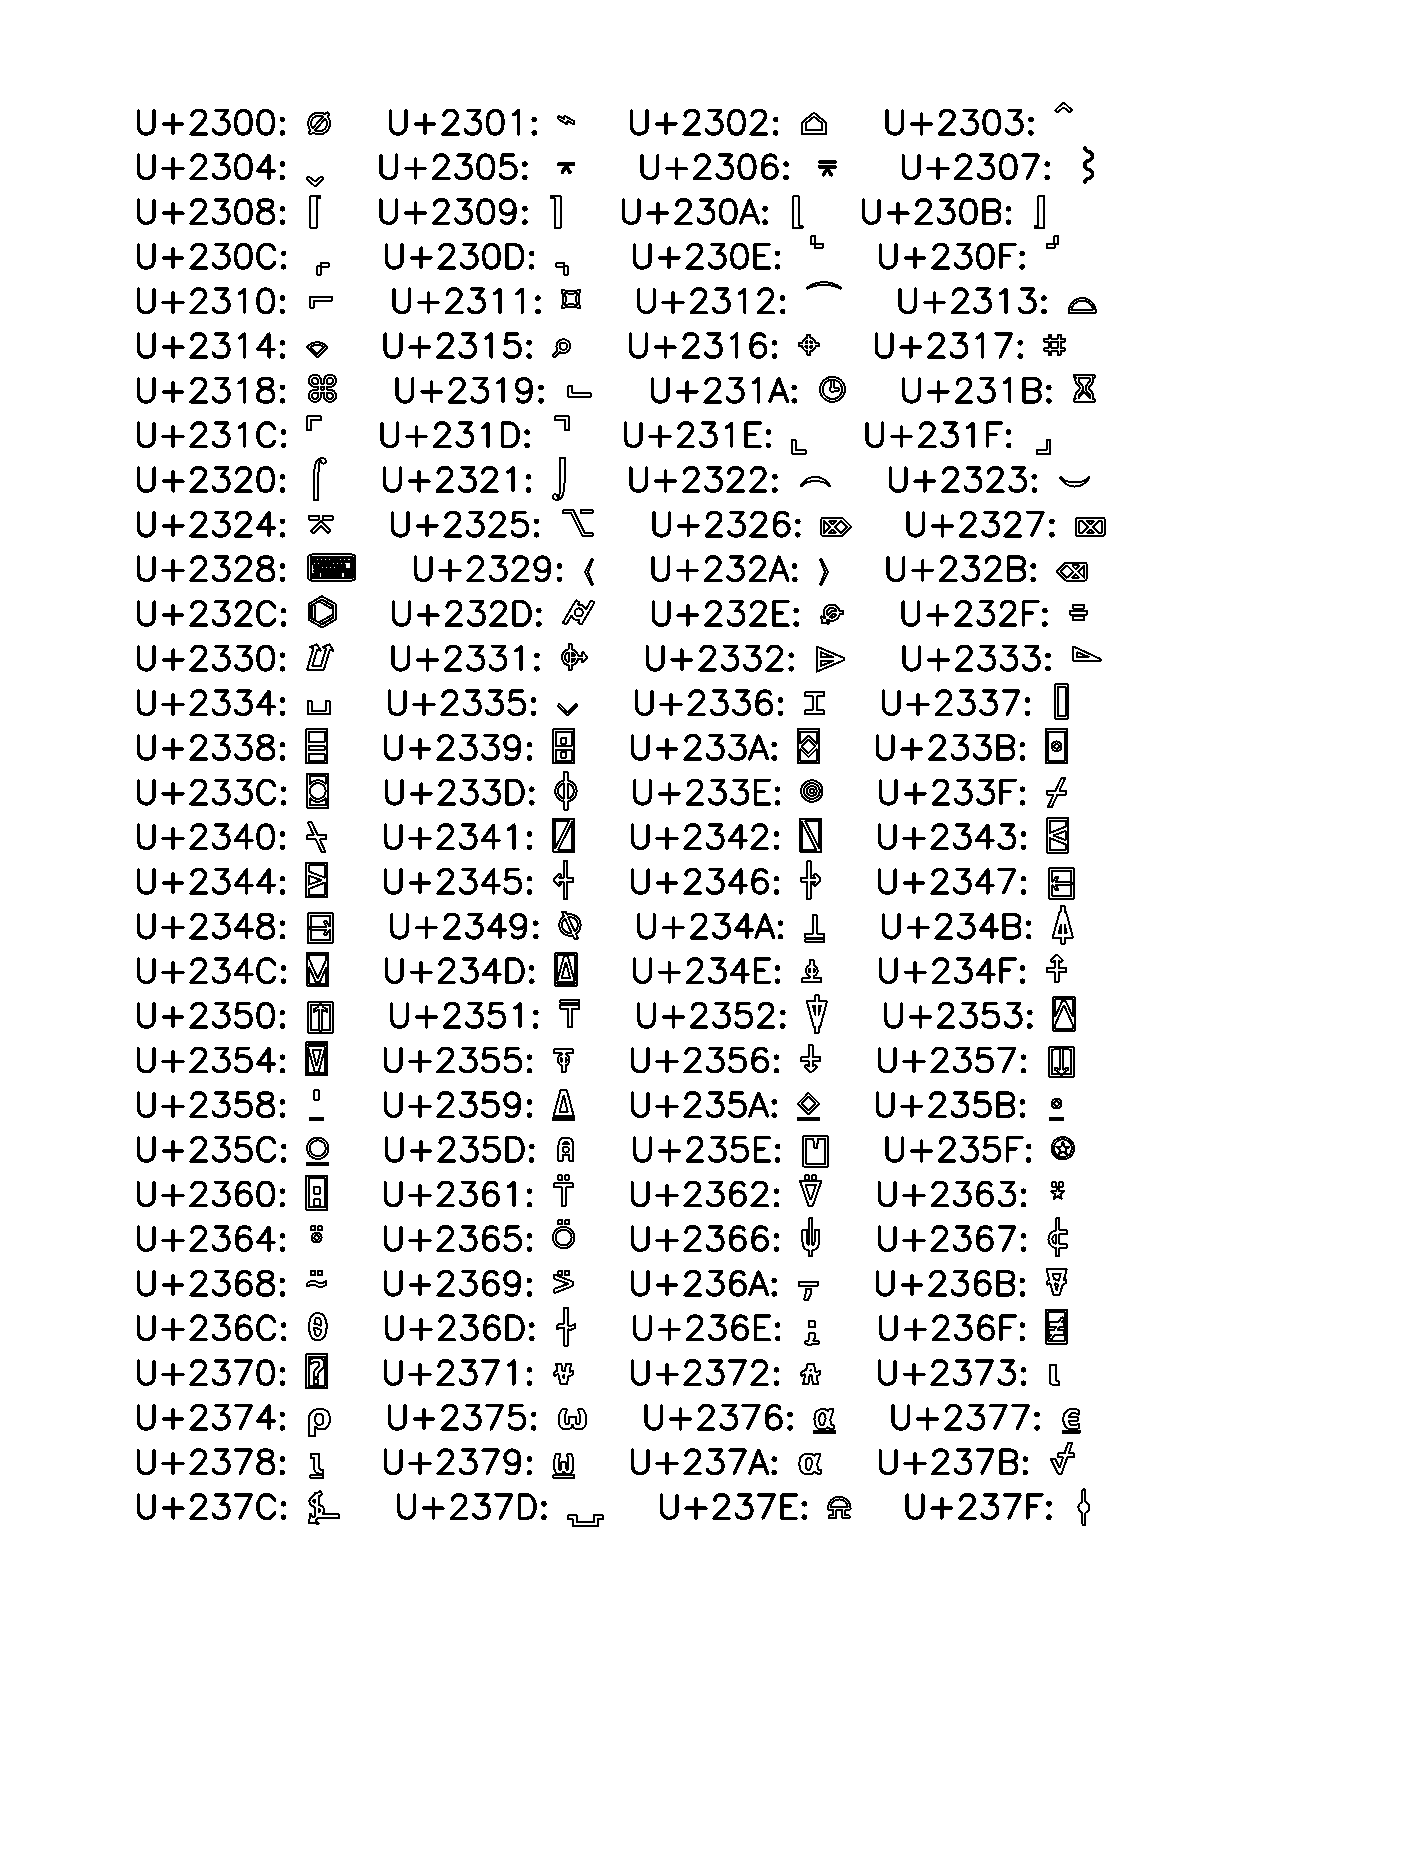 U+2300: ⌀ U+2301: ⌁ U+2302: ⌂ U+2303: ⌃
U+2304: ⌄ U+2305: ⌅ U+2306: ⌆ U+2307: ⌇
U+2308: ⌈ U+2309: ⌉ U+230A: ⌊ U+230B: ⌋
U+230C: ⌌ U+230D: ⌍ U+230E: ⌎ U+230F: ⌏
U+2310: ⌐ U+2311: ⌑ U+2312: ⌒ U+2313: ⌓
U+2314: ⌔ U+2315: ⌕ U+2316: ⌖ U+2317: ⌗
U+2318: ⌘ U+2319: ⌙ U+231A: ⌚ U+231B: ⌛
U+231C: ⌜ U+231D: ⌝ U+231E: ⌞ U+231F: ⌟
U+2320: ⌠ U+2321: ⌡ U+2322: ⌢ U+2323: ⌣
U+2324: ⌤ U+2325: ⌥ U+2326: ⌦ U+2327: ⌧
U+2328: ⌨ U+2329: 〈 U+232A: 〉 U+232B: ⌫
U+232C: ⌬ U+232D: ⌭ U+232E: ⌮ U+232F: ⌯
U+2330: ⌰ U+2331: ⌱ U+2332: ⌲ U+2333: ⌳
U+2334: ⌴ U+2335: ⌵ U+2336: ⌶ U+2337: ⌷
U+2338: ⌸ U+2339: ⌹ U+233A: ⌺ U+233B: ⌻
U+233C: ⌼ U+233D: ⌽ U+233E: ⌾ U+233F: ⌿
U+2340: ⍀ U+2341: ⍁ U+2342: ⍂ U+2343: ⍃
U+2344: ⍄ U+2345: ⍅ U+2346: ⍆ U+2347: ⍇
U+2348: ⍈ U+2349: ⍉ U+234A: ⍊ U+234B: ⍋
U+234C: ⍌ U+234D: ⍍ U+234E: ⍎ U+234F: ⍏
U+2350: ⍐ U+2351: ⍑ U+2352: ⍒ U+2353: ⍓
U+2354: ⍔ U+2355: ⍕ U+2356: ⍖ U+2357: ⍗
U+2358: ⍘ U+2359: ⍙ U+235A: ⍚ U+235B: ⍛
U+235C: ⍜ U+235D: ⍝ U+235E: ⍞ U+235F: ⍟
U+2360: ⍠ U+2361: ⍡ U+2362: ⍢ U+2363: ⍣
U+2364: ⍤ U+2365: ⍥ U+2366: ⍦ U+2367: ⍧
U+2368: ⍨ U+2369: ⍩ U+236A: ⍪ U+236B: ⍫
U+236C: ⍬ U+236D: ⍭ U+236E: ⍮ U+236F: ⍯
U+2370: ⍰ U+2371: ⍱ U+2372: ⍲ U+2373: ⍳
U+2374: ⍴ U+2375: ⍵ U+2376: ⍶ U+2377: ⍷
U+2378: ⍸ U+2379: ⍹ U+237A: ⍺ U+237B: ⍻
U+237C: ⍼ U+237D: ⍽ U+237E: ⍾ U+237F: ⍿